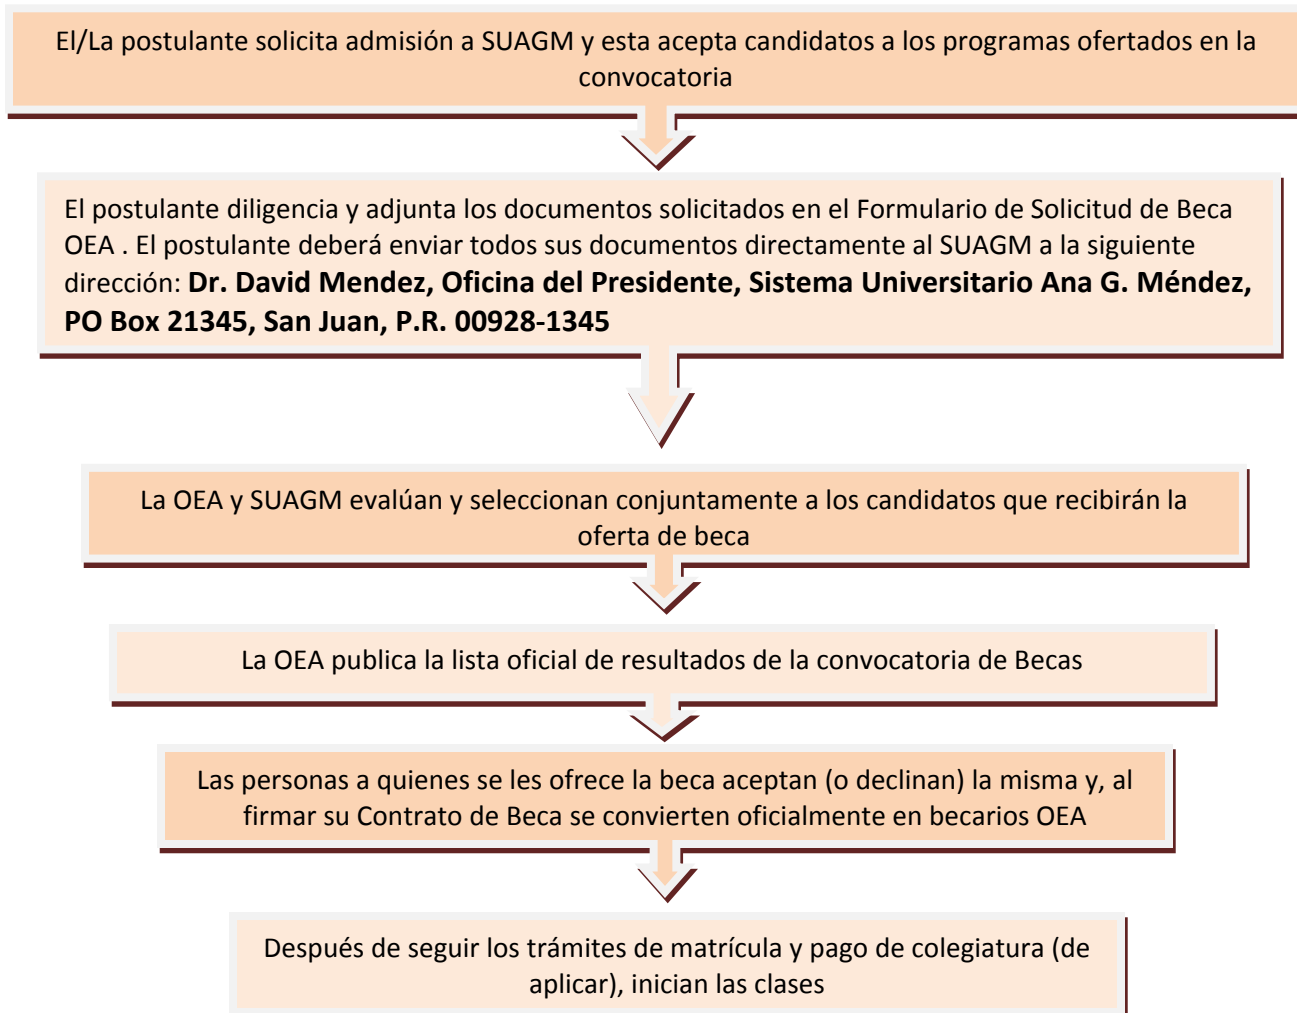 El/La postulante solicita admisión a SUAGM y esta acepta candidatos a los programas ofertados en la
convocatoria
El postulante diligencia y adjunta los documentos solicitados en el Formulario de Solicitud de Beca
OEA . El postulante deberá enviar todos sus documentos directamente al SUAGM a la siguiente
dirección: Dr. David Mendez, Oficina del Presidente, Sistema Universitario Ana G. Méndez,
PO Box 21345, San Juan, P.R. 00928-1345
La OEA y SUAGM evalúan y seleccionan conjuntamente a los candidatos que recibirán la
oferta de beca
La OEA publica la lista oficial de resultados de la convocatoria de Becas
Las personas a quienes se les ofrece la beca aceptan (o declinan) la misma y, al
firmar su Contrato de Beca se convierten oficialmente en becarios OEA
Después de seguir los trámites de matrícula y pago de colegiatura (de
aplicar), inician las clases